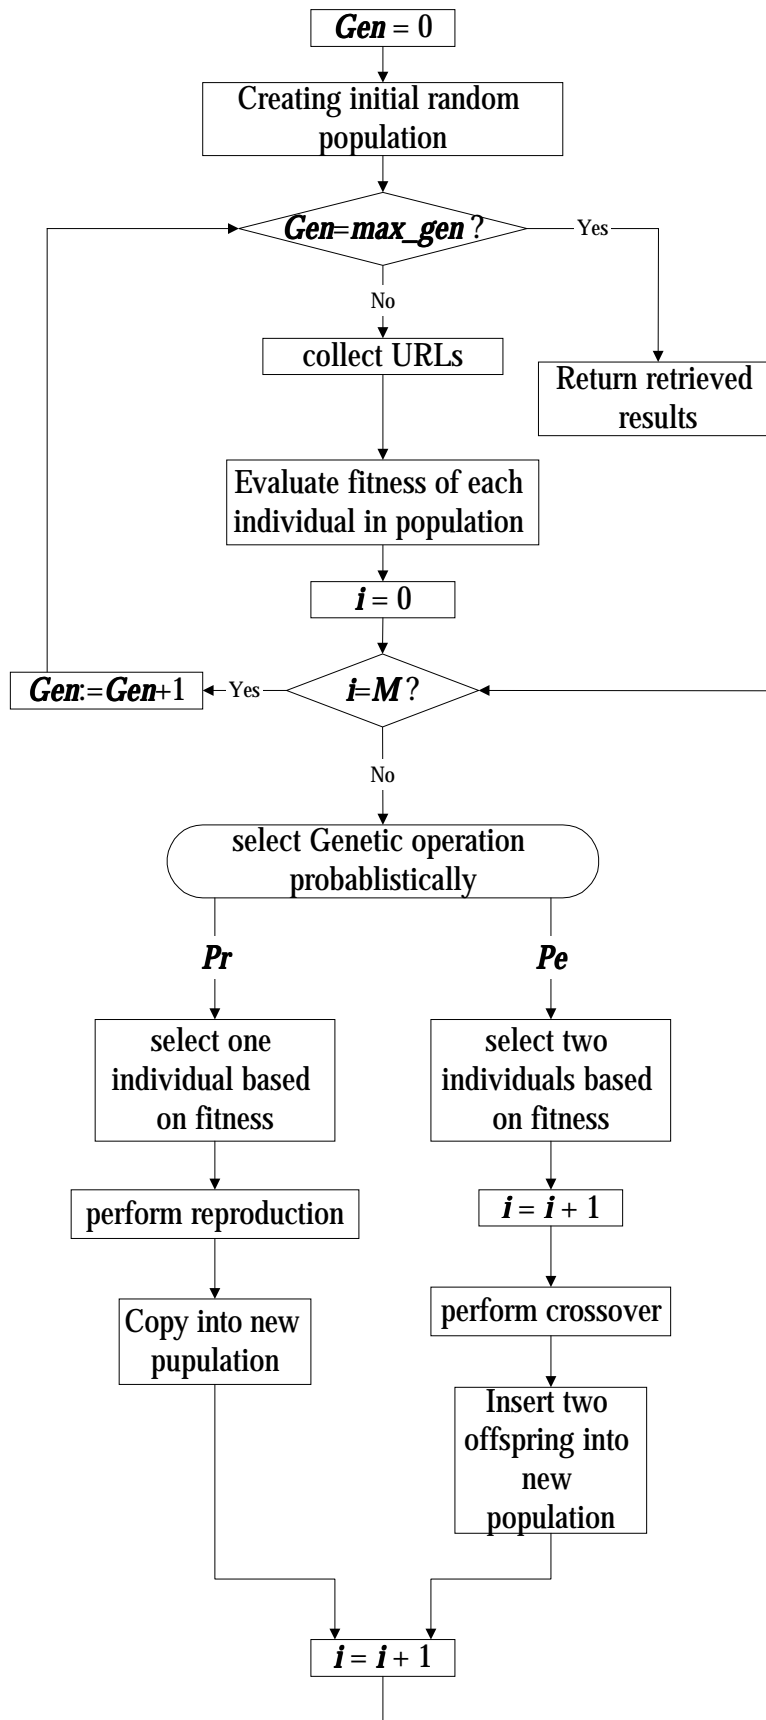 Gen = 0
Creating initial random
population
Gen=max_gen?
Yes
No
collect URLs
Return retrieved
results
Evaluate fitness of each
individual in population
i = 0
Gen:=Gen+1
Yes
i=M?
No
select Genetic operation
probablistically
Pr
Pe
select one
individual based
on fitness
select two
individuals based
on fitness
perform reproduction
i = i + 1
Copy into new
pupulation
perform crossover
Insert two
offspring into
new
population
i = i + 1